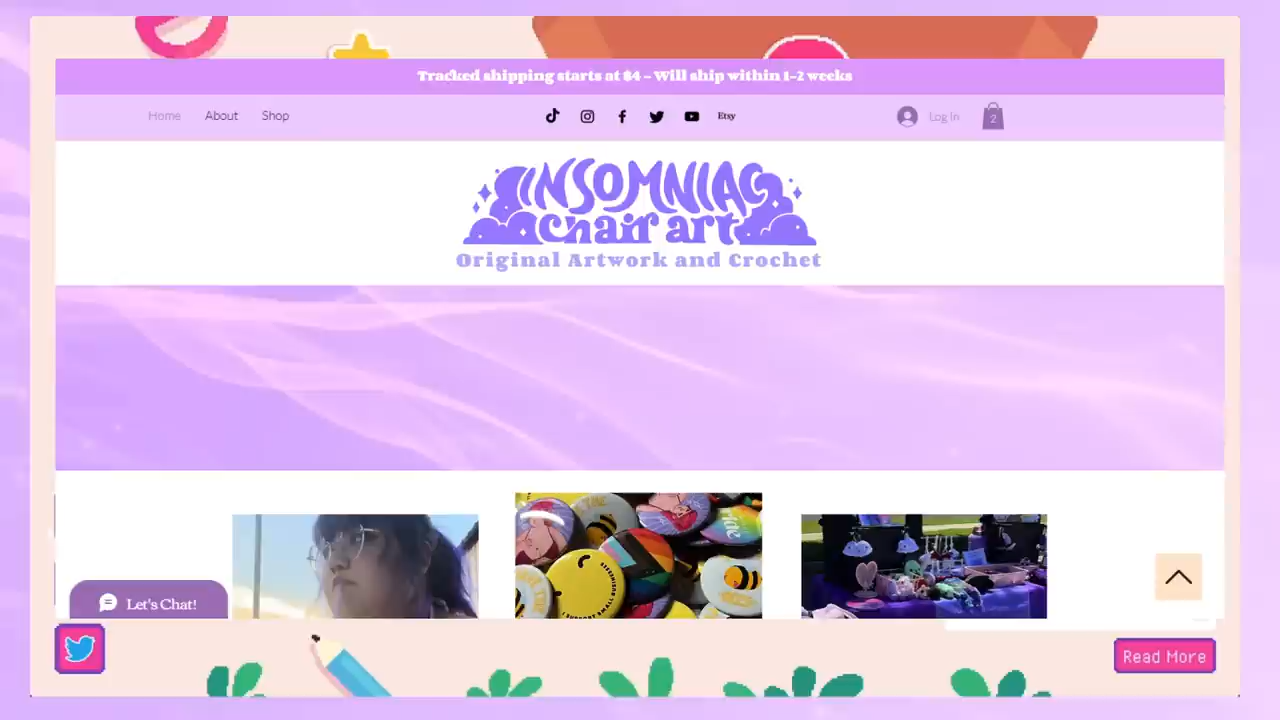 Tracked shipping starts at $4 - Will ship within 1-2 weeks
Home About Shop Etsy Log In 2
INSOMNIAC
chair art
Original Artwork and Crochet
Let's Chat!
Read More